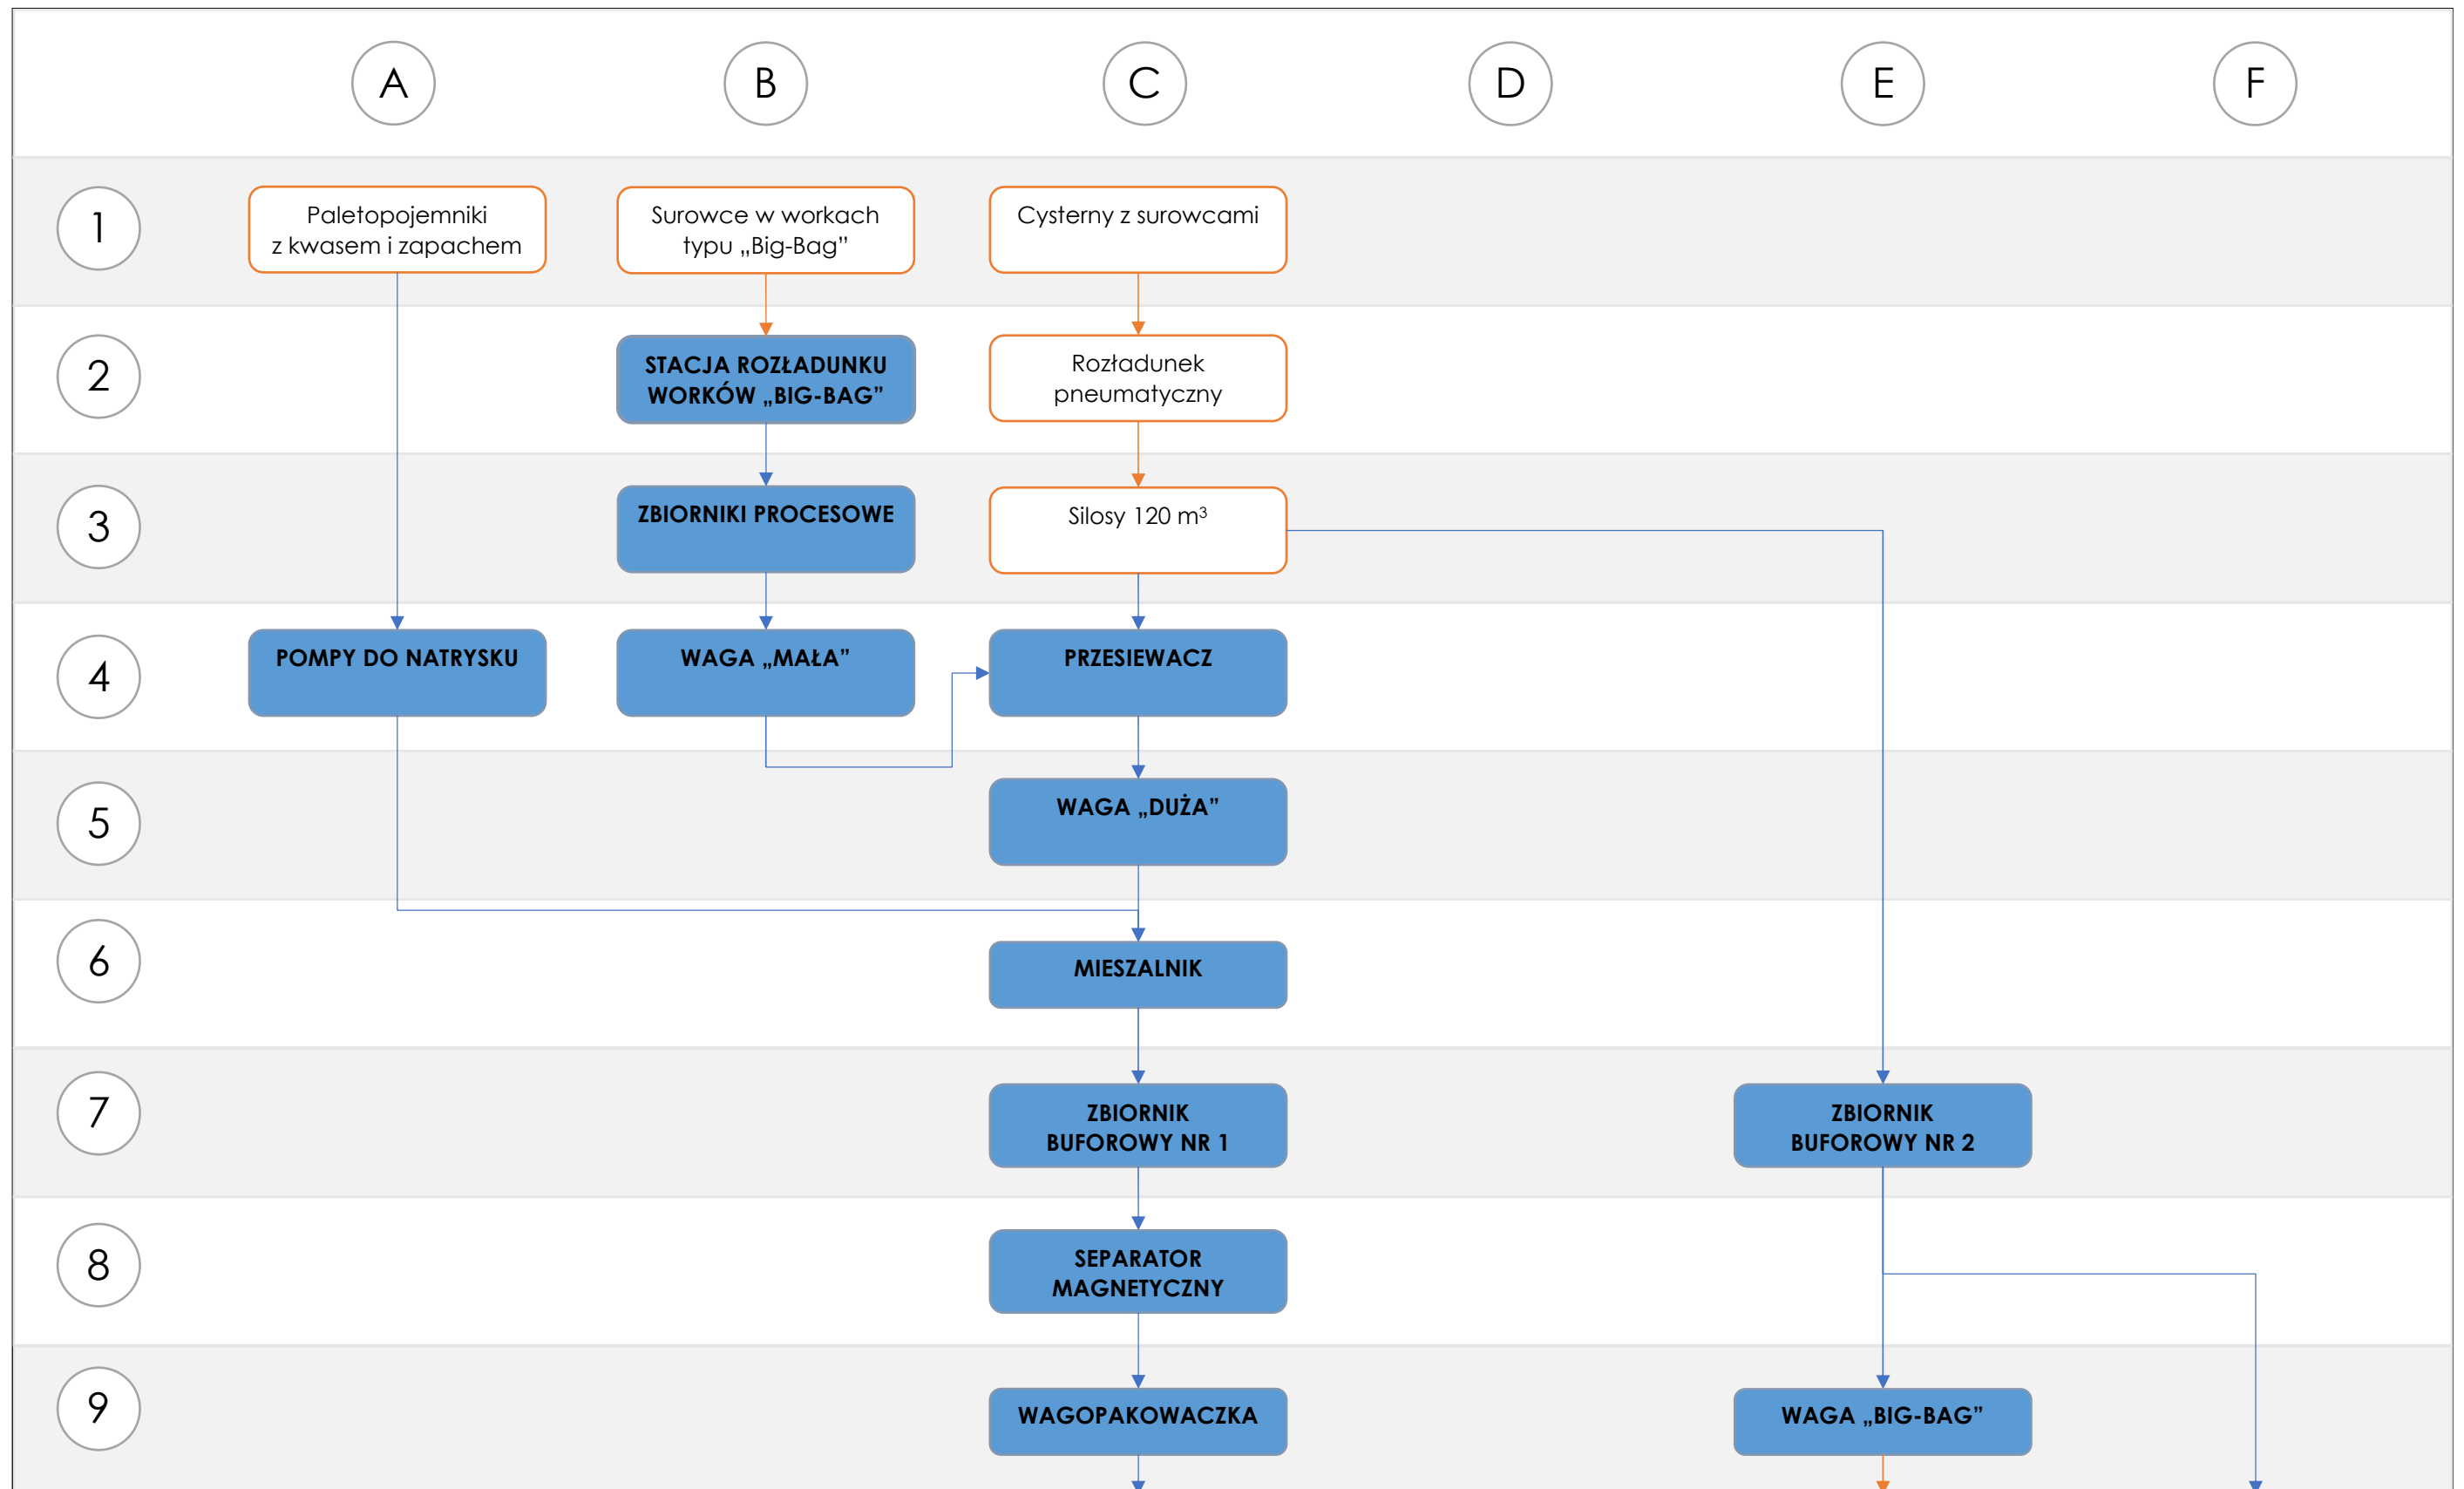 A
B
C
D
E
F
1
Paletopojemniki
z kwasem i zapachem
Surowce w workach
typu „Big-Bag”
Cysterny z surowcami
2
STACJA ROZŁADUNKU
WORKÓW „BIG-BAG”
Rozładunek
pneumatyczny
3
ZBIORNIKI PROCESOWE
Silosy 120 m³
4
POMPY DO NATRYSKU
WAGA „MAŁA”
PRZESIEWACZ
5
WAGA „DUŻA”
6
MIESZALNIK
7
ZBIORNIK
BUFOROWY NR 1
ZBIORNIK
BUFOROWY NR 2
8
SEPARATOR
MAGNETYCZNY
9
WAGOPAKOWACZKA
WAGA „BIG-BAG”